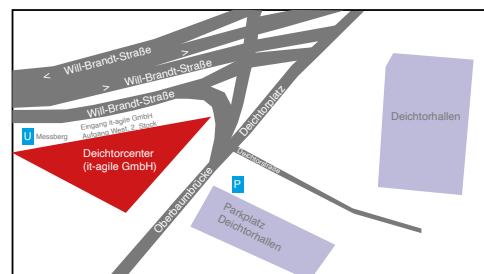 Will-Brandt-Straße
<
>
Will-Brandt-Straße
>
Will-Brandt-Straße
Eingang it-agile GmbH
Aufgang West, 2. Stock
U Messberg
Deichtorcenter
(it-agile GmbH)
Deichtorplatz
Deichtorhallen
Deichtorstraße
Oberbaumbrücke
P
Parkplatz
Deichtorhallen